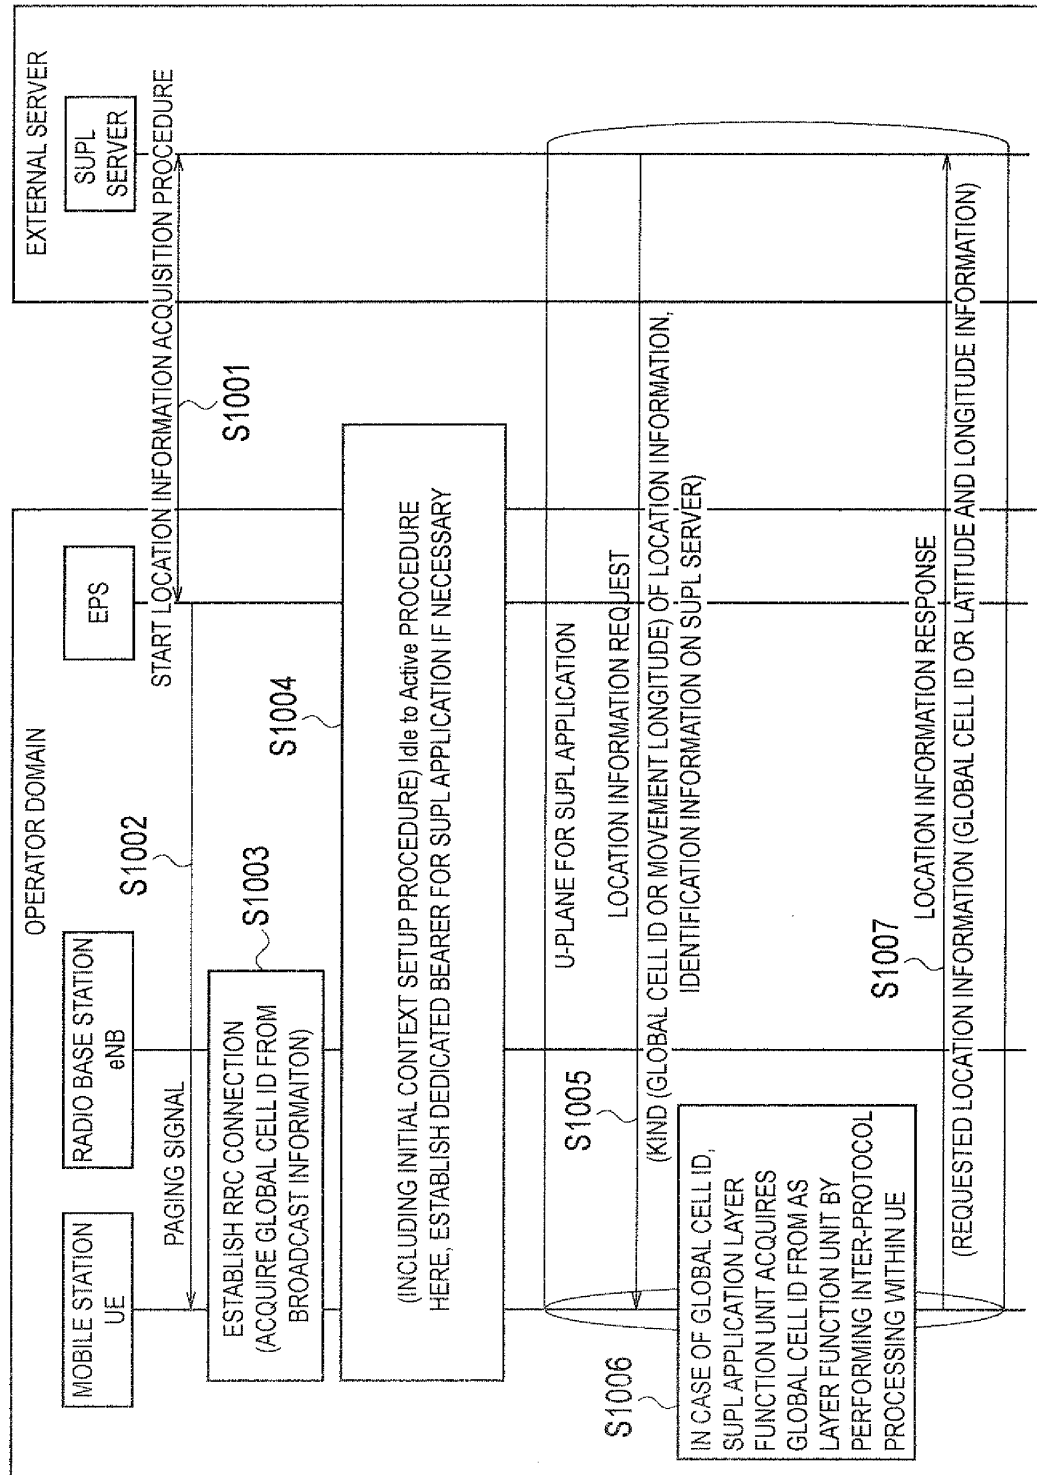 OPERATOR DOMAIN
EXTERNAL SERVER
MOBILE STATION
UE
RADIO BASE STATION
eNB
EPS
SUPL
SERVER
START LOCATION INFORMATION ACQUISITION PROCEDURE
S1001
PAGING SIGNAL
S1002
ESTABLISH RRC CONNECTION
(ACQUIRE GLOBAL CELL ID FROM
BROADCAST INFORMAITON)
S1003
S1004
(INCLUDING INITIAL CONTEXT SETUP PROCEDURE) Idle to Active PROCEDURE
HERE, ESTABLISH DEDICATED BEARER FOR SUPL APPLICATION IF NECESSARY
U-PLANE FOR SUPL APPLICATION
LOCATION INFORMATION REQUEST
S1005
(KIND (GLOBAL CELL ID OR MOVEMENT LONGITUDE) OF LOCATION INFORMATION,
IDENTIFICATION INFORMATION ON SUPL SERVER)
S1006
IN CASE OF GLOBAL CELL ID,
SUPL APPLICATION LAYER
FUNCTION UNIT ACQUIRES
GLOBAL CELL ID FROM AS
LAYER FUNCTION UNIT BY
PERFORMING INTER-PROTOCOL
PROCESSING WITHIN UE
S1007
LOCATION INFORMATION RESPONSE
(REQUESTED LOCATION INFORMATION (GLOBAL CELL ID OR LATITUDE AND LONGITUDE INFORMATION)